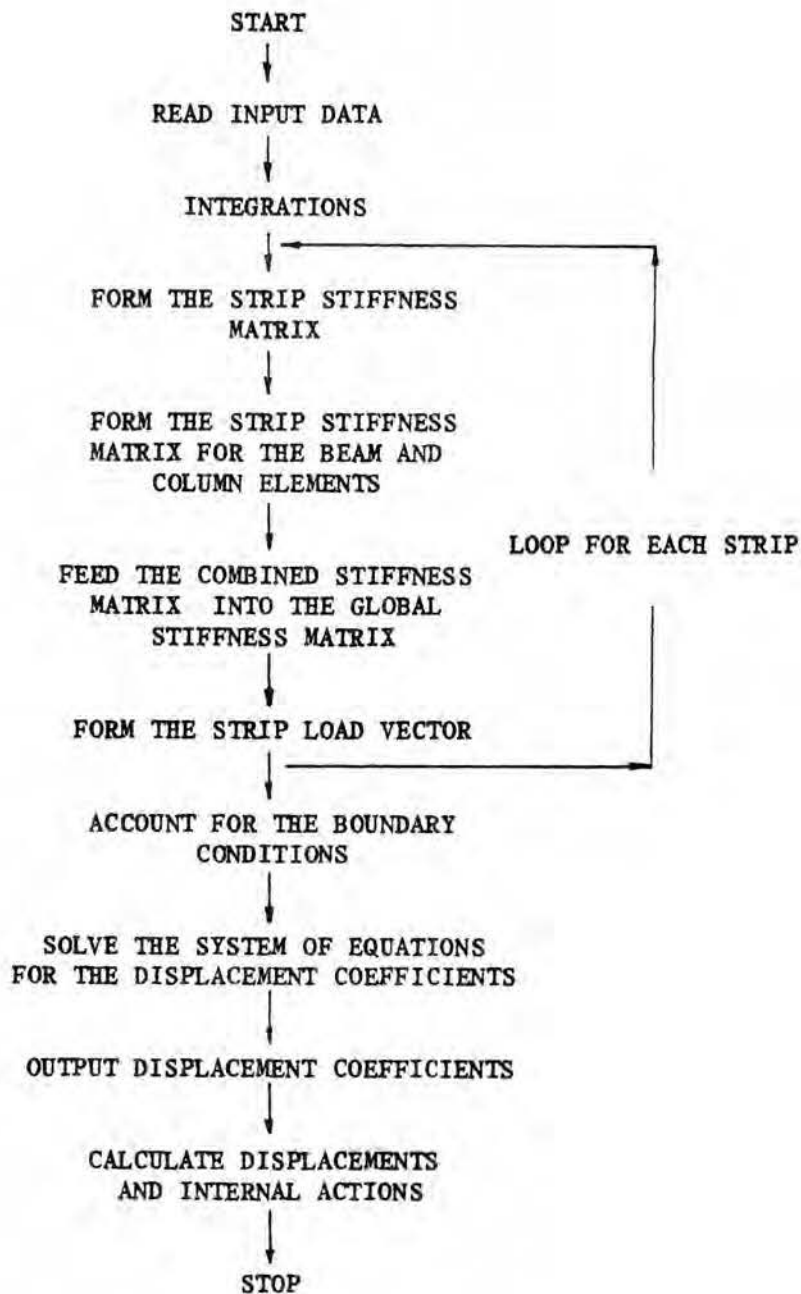 START
READ INPUT DATA
INTEGRATIONS
FORM THE STRIP STIFFNESS
MATRIX
FORM THE STRIP STIFFNESS
MATRIX FOR THE BEAM AND
COLUMN ELEMENTS
LOOP FOR EACH STRIP
FEED THE COMBINED STIFFNESS
MATRIX INTO THE GLOBAL
STIFFNESS MATRIX
FORM THE STRIP LOAD VECTOR
ACCOUNT FOR THE BOUNDARY
CONDITIONS
SOLVE THE SYSTEM OF EQUATIONS
FOR THE DISPLACEMENT COEFFICIENTS
OUTPUT DISPLACEMENT COEFFICIENTS
CALCULATE DISPLACEMENTS
AND INTERNAL ACTIONS
STOP